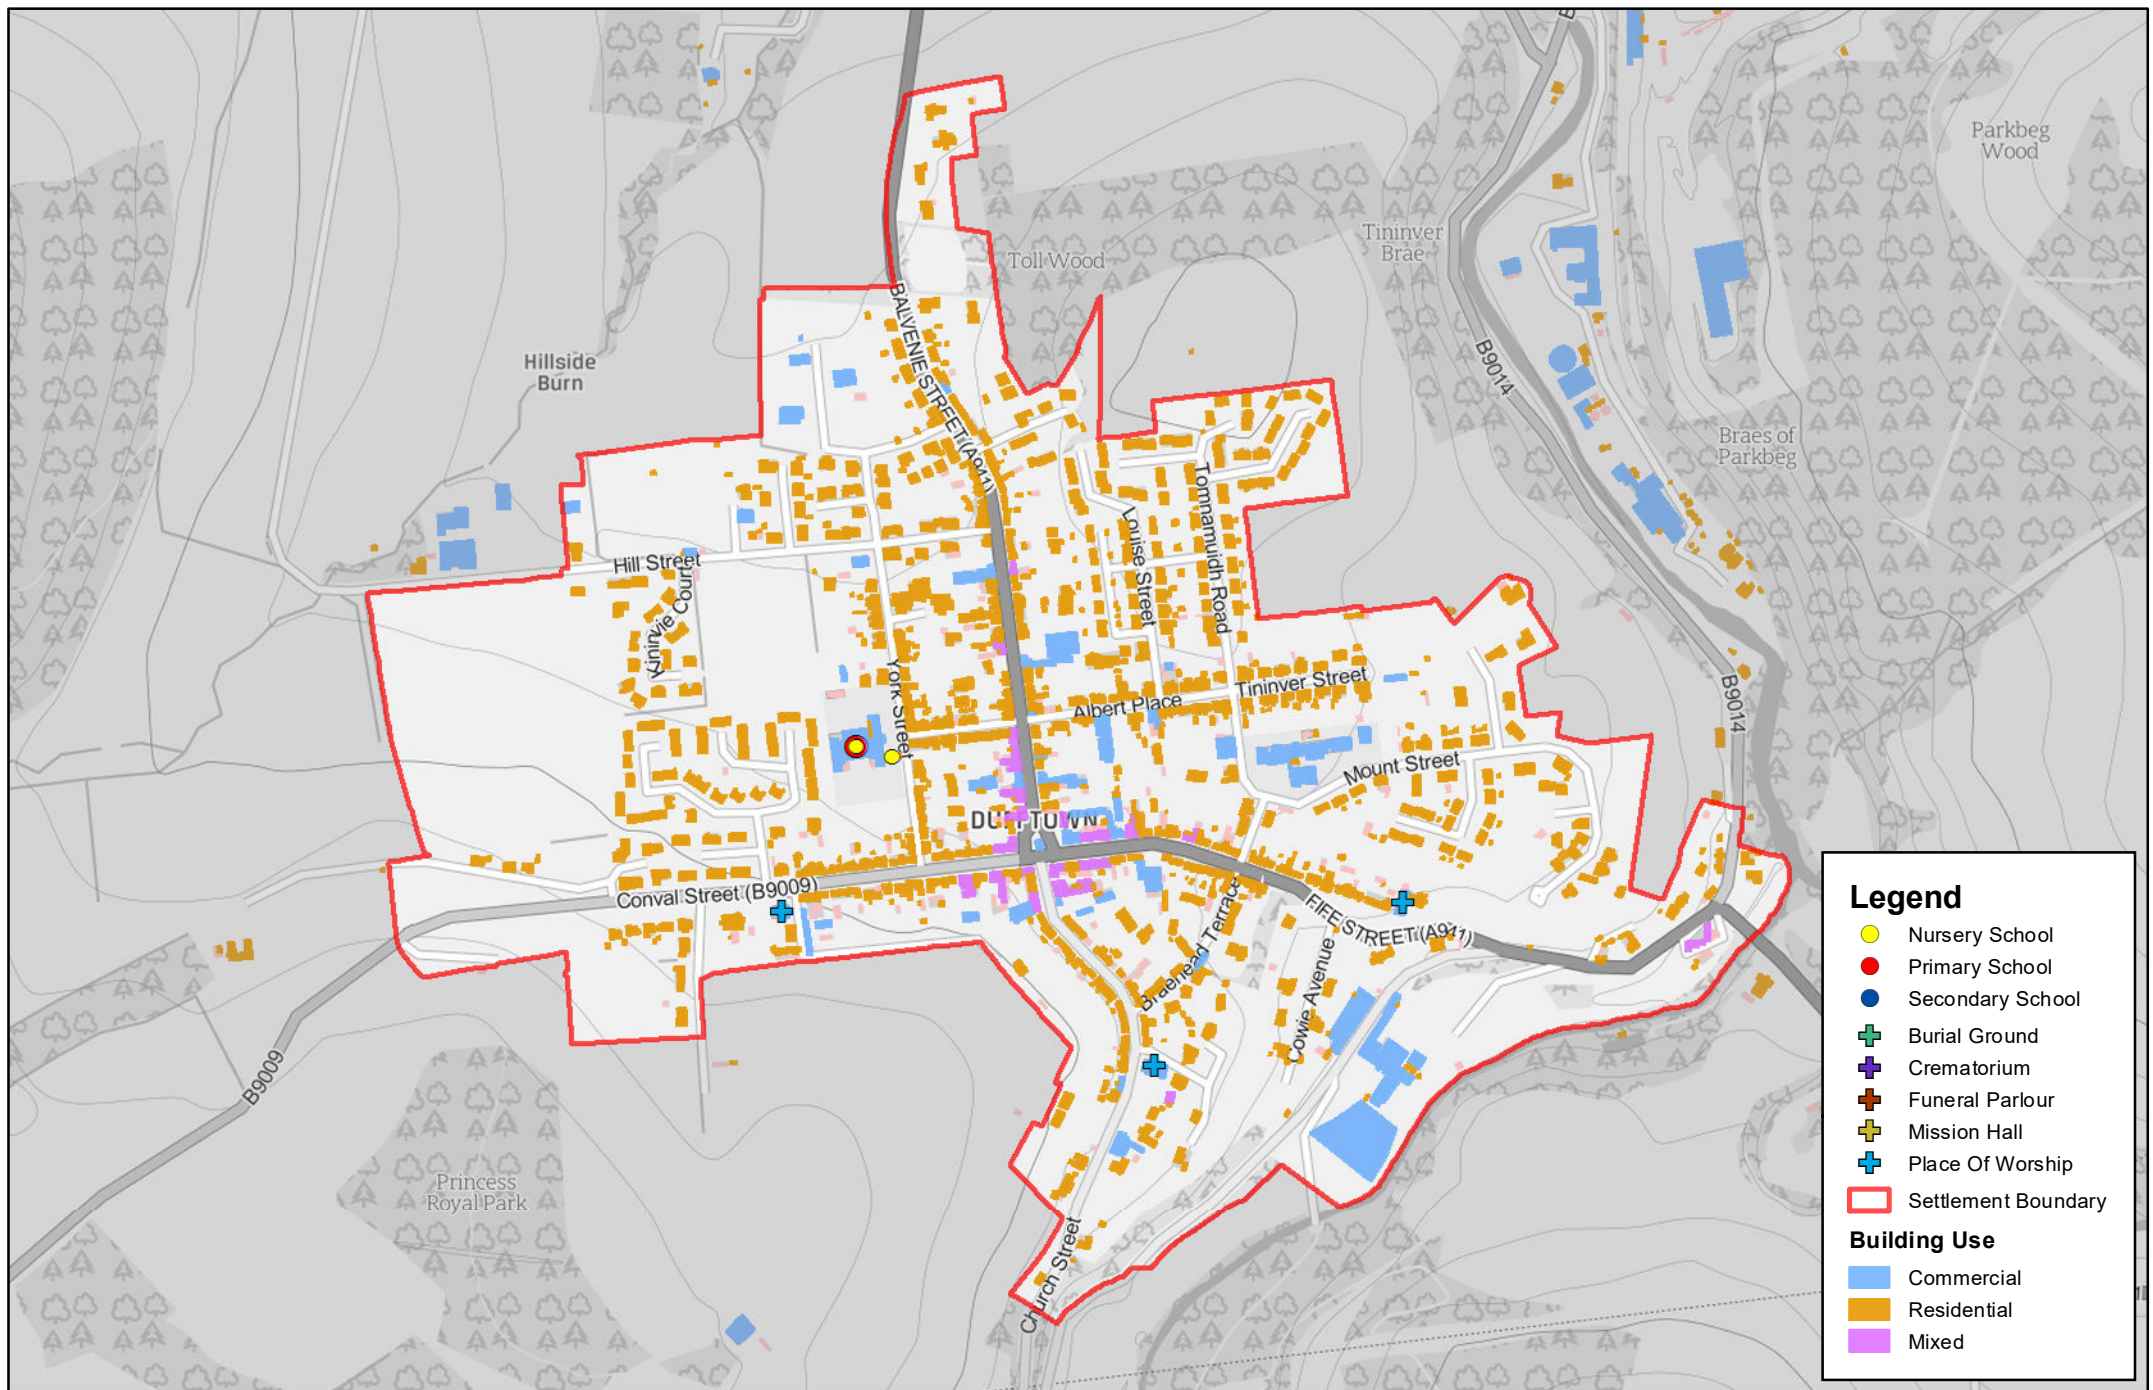 Parkbeg
Wood
Tininver
Brae
Toll Wood
BALVENIE STREET (A941)
B9014
Hillside
Burn
Braes of
Parkbeg
Tomnamuidh Road
Louise Street
Hill Street
Kininvie Court
York Street
Tininver Street
Albert Place
B9014
Mount Street
DUFFTOWN
Conval Street (B9009)
FIFE STREET (A941)
Braehead Terrace
Cowie Avenue
B9009
Princess
Royal Park
Church Street
Legend
Nursery School
Primary School
Secondary School
Burial Ground
Crematorium
Funeral Parlour
Mission Hall
Place Of Worship
Settlement Boundary
Building Use
Commercial
Residential
Mixed